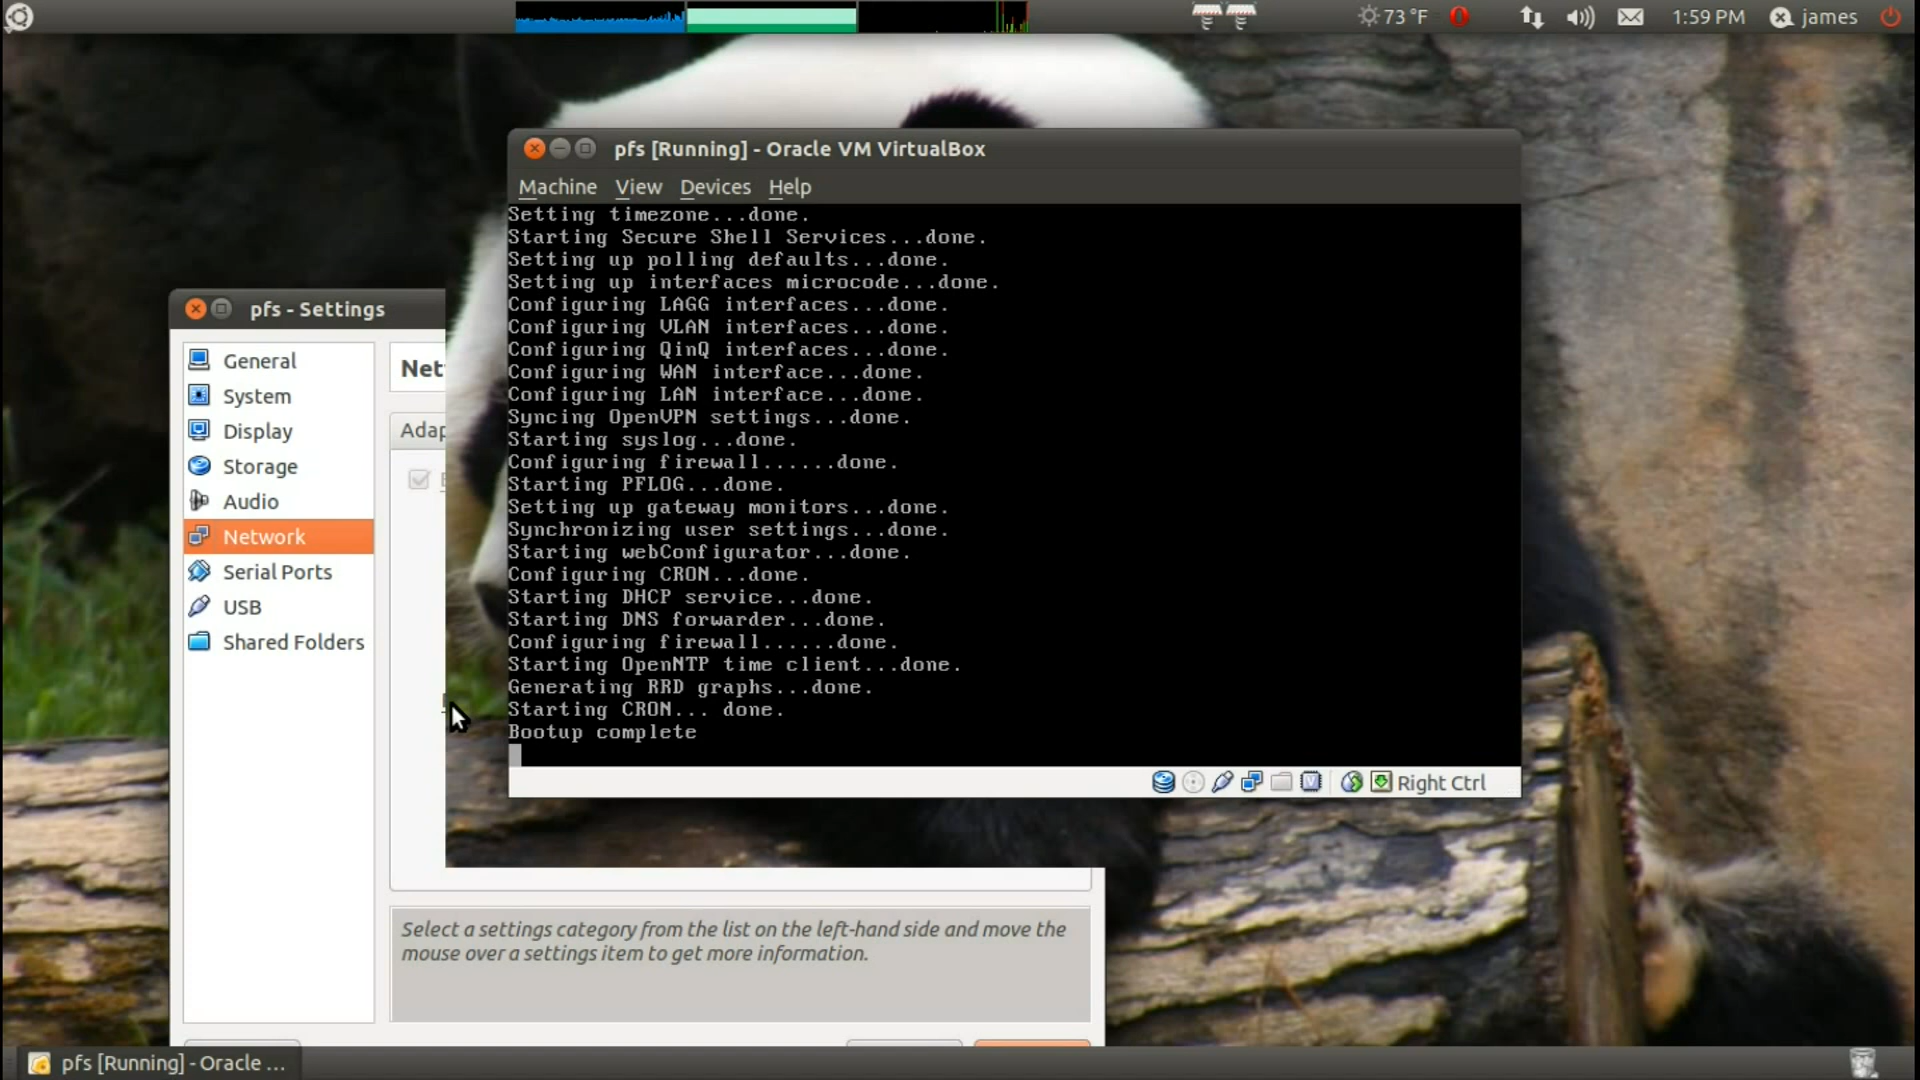 73 °F
1:59 PM
james
pfs [Running] - Oracle VM VirtualBox
Machine View Devices Help
Setting timezone...done.
Starting Secure Shell Services...done.
Setting up polling defaults...done.
Setting up interfaces microcode...done.
Configuring LAGG interfaces...done.
Configuring VLAN interfaces...done.
Configuring QinQ interfaces...done.
Configuring WAN interface...done.
Configuring LAN interface...done.
Syncing OpenVPN settings...done.
Starting syslog...done.
Configuring firewall......done.
Starting PFLOG...done.
Setting up gateway monitors...done.
Synchronizing user settings...done.
Starting webConfigurator...done.
Configuring CRON...done.
Starting DHCP service...done.
Starting DNS forwarder...done.
Configuring firewall......done.
Starting OpenNTP time client...done.
Generating RRD graphs...done.
Starting CRON... done.
Bootup complete
Right Ctrl
pfs - Settings
General
System
Display
Storage
Audio
Network
Serial Ports
USB
Shared Folders
Net
Adap
Select a settings category from the list on the left-hand side and move the
mouse over a settings item to get more information.
pfs [Running] - Oracle ...